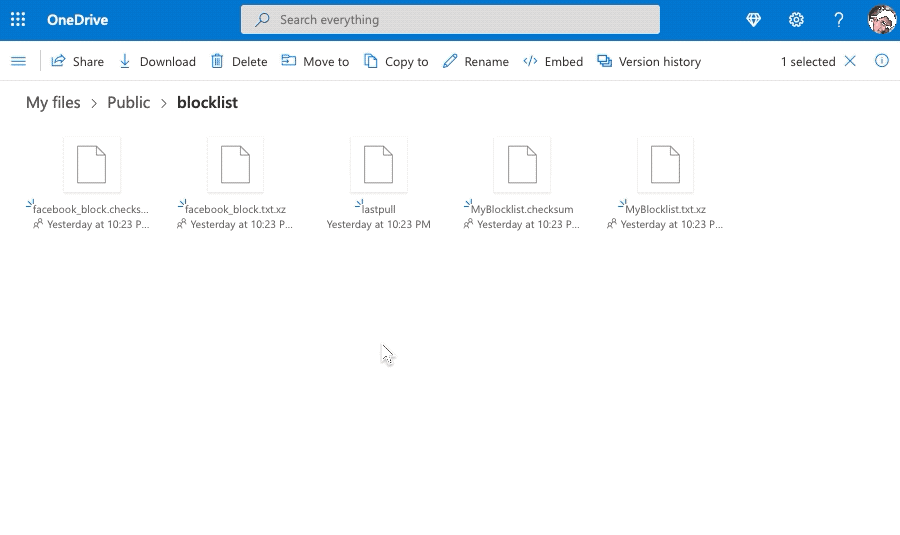 OneDrive
Search everything
?
Share
Download
Delete
Move to
Copy to
Rename
Embed
Version history
1 selected
My files > Public > blocklist
facebook_block.checks...
facebook_block.txt.xz
lastpull
MyBlocklist.checksum
MyBlocklist.txt.xz
Yesterday at 10:23 P...
Yesterday at 10:23 P...
Yesterday at 10:23 PM
Yesterday at 10:23 P...
Yesterday at 10:23 P...